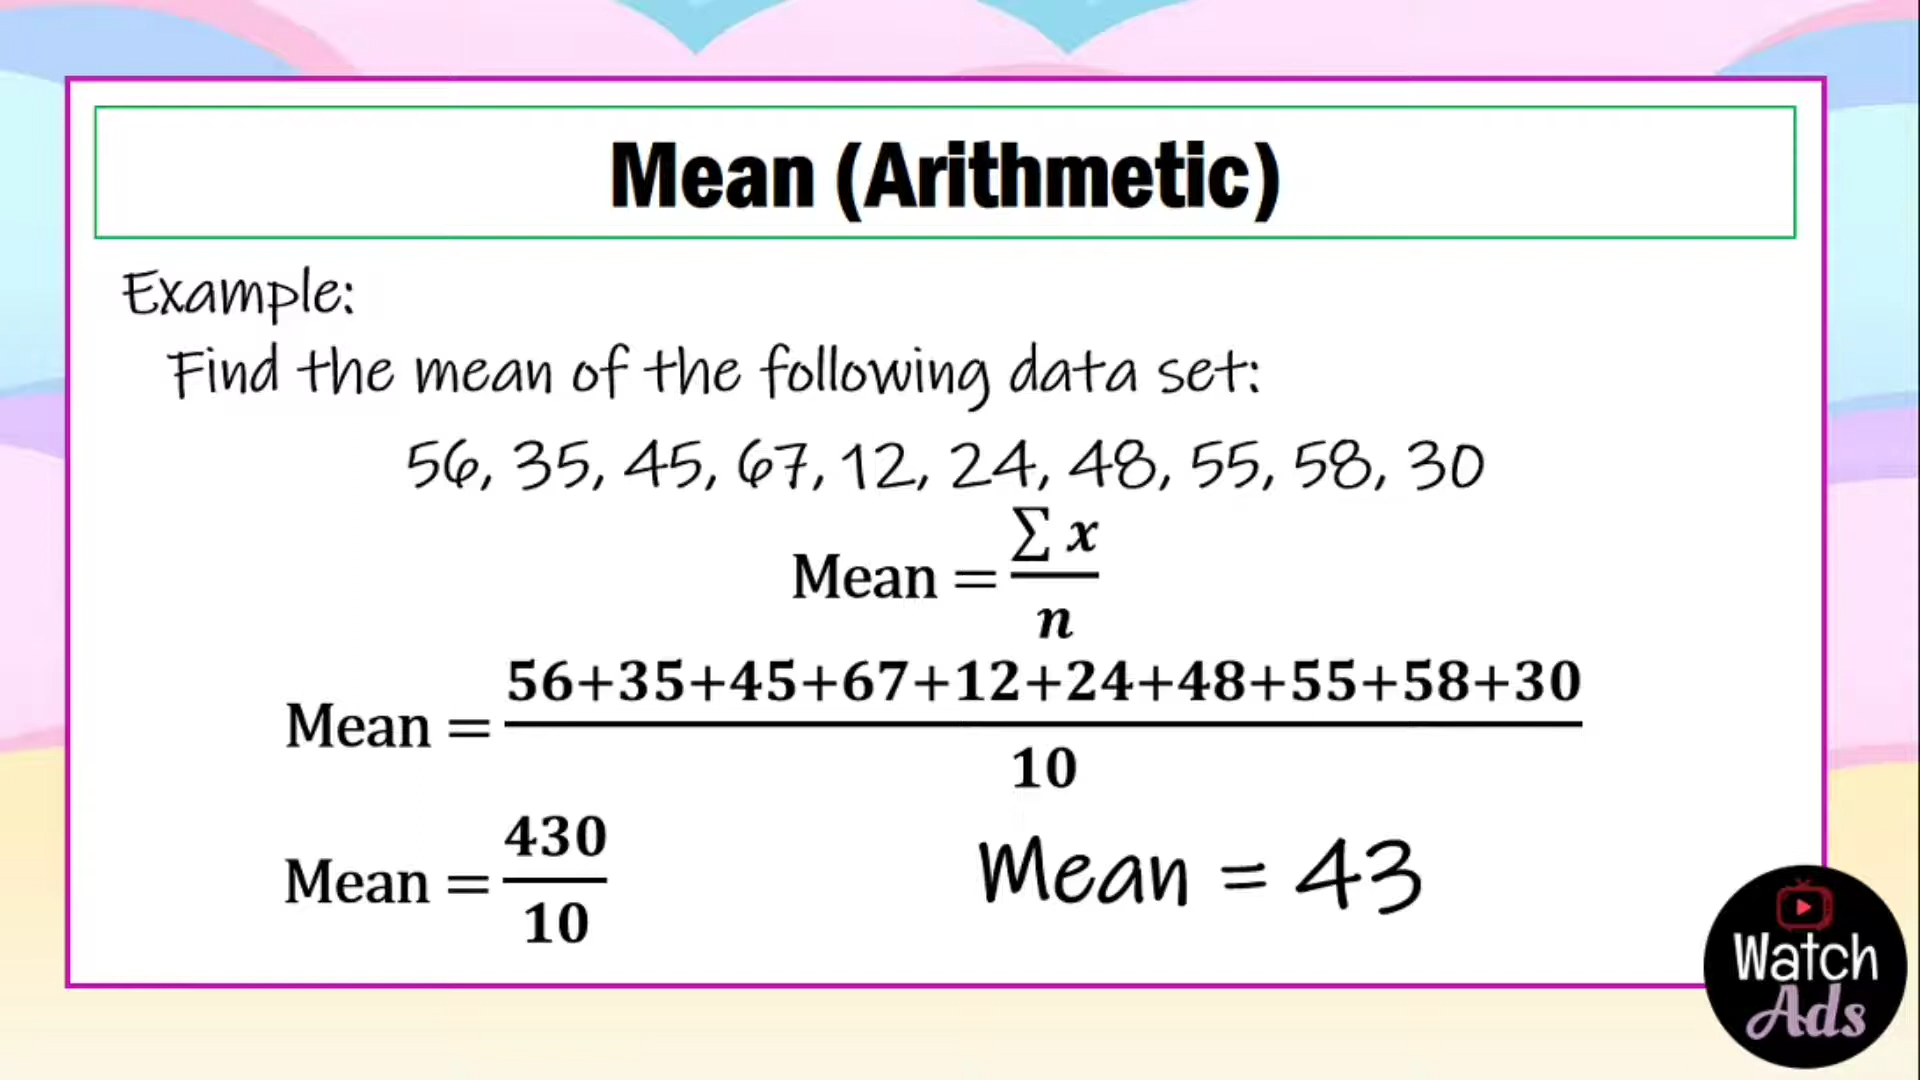 Mean (Arithmetic)
Example:
Find the mean of the following data set:
56, 35, 45, 67, 12, 24, 48, 55, 58, 30
Mean = ∑ x / n
Mean = 56+35+45+67+12+24+48+55+58+30 / 10
Mean = 430 / 10
Mean = 43
Watch
Ads